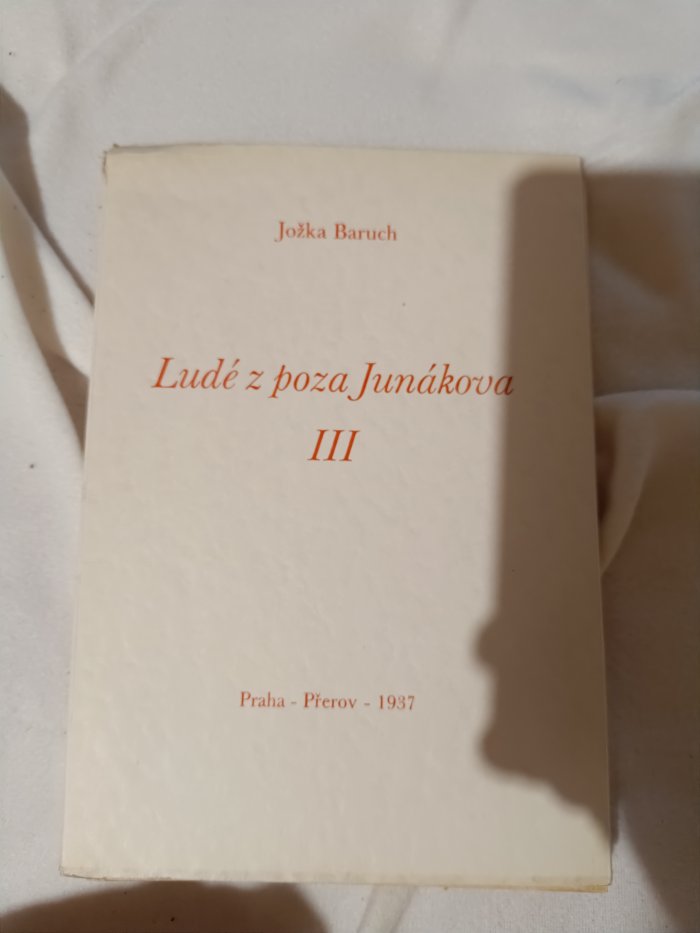 Jožka Baruch
Ludé z poza Junákova
III
Praha - Přerov - 1937